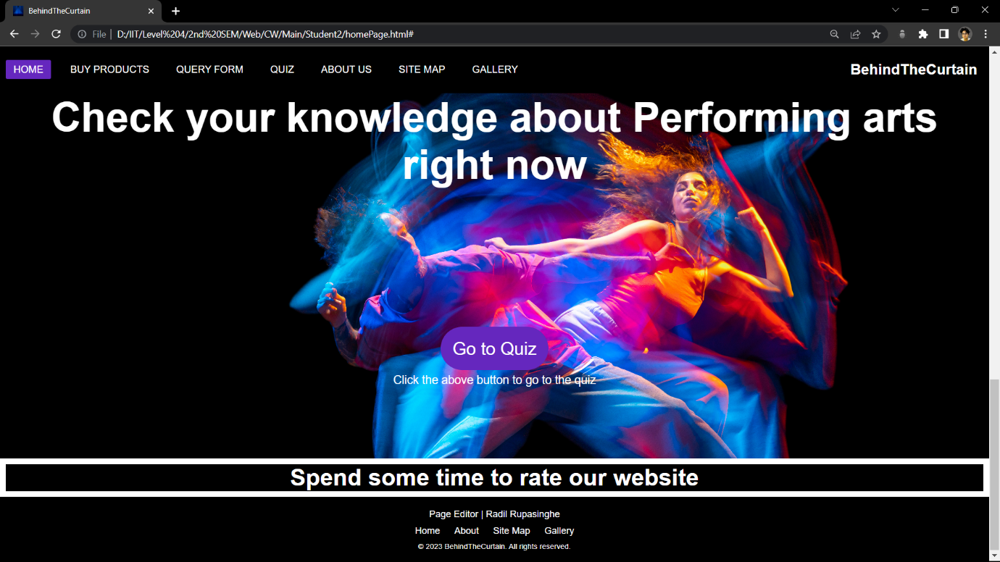 BehindTheCurtain
File | D:/IIT/Level%204/2nd%20SEM/Web/CW/Main/Student2/homePage.html#
HOME BUY PRODUCTS QUERY FORM QUIZ ABOUT US SITE MAP GALLERY BehindTheCurtain
Check your knowledge about Performing arts
right now
Go to Quiz
Click the above button to go to the quiz
Spend some time to rate our website
Page Editor | Radil Rupasinghe
Home About Site Map Gallery
© 2023 BehindTheCurtain. All rights reserved.